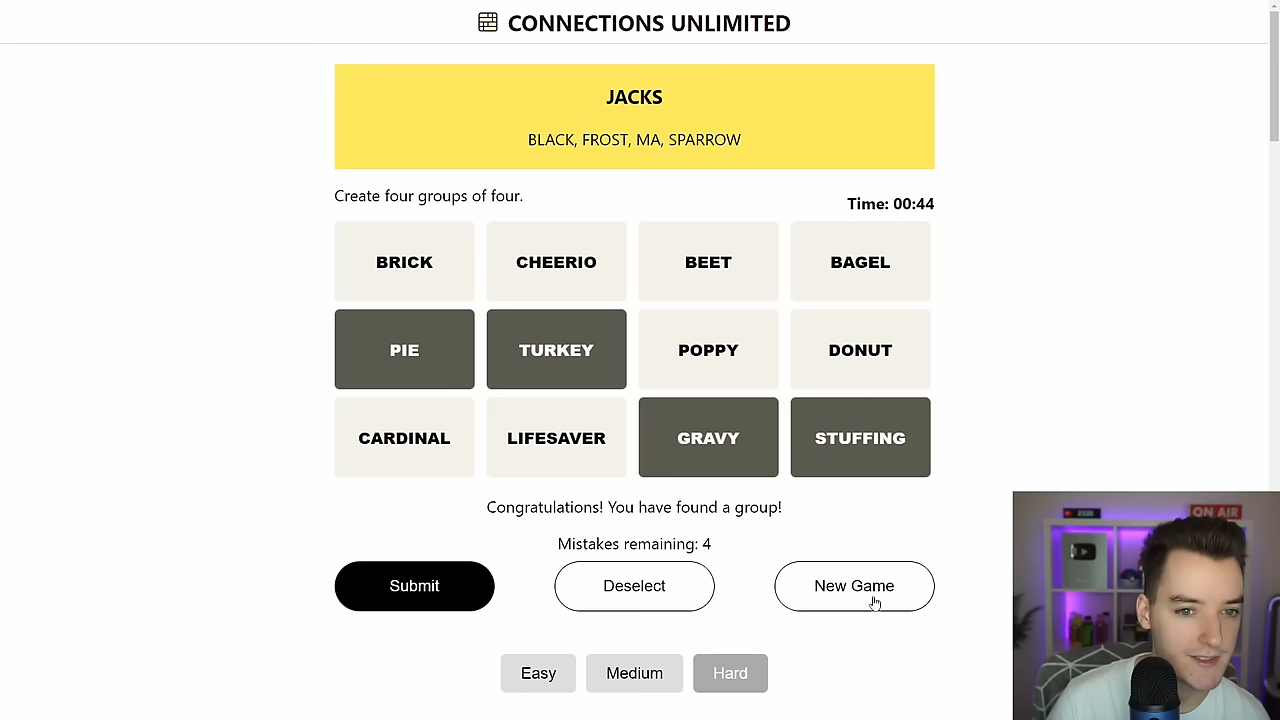 CONNECTIONS UNLIMITED
JACKS
BLACK, FROST, MA, SPARROW
Create four groups of four.
Time: 00:44
BRICK CHEERIO BEET BAGEL
PIE TURKEY POPPY DONUT
CARDINAL LIFESAVER GRAVY STUFFING
Congratulations! You have found a group!
Mistakes remaining: 4
Submit Deselect New Game
Easy Medium Hard
ON AIR